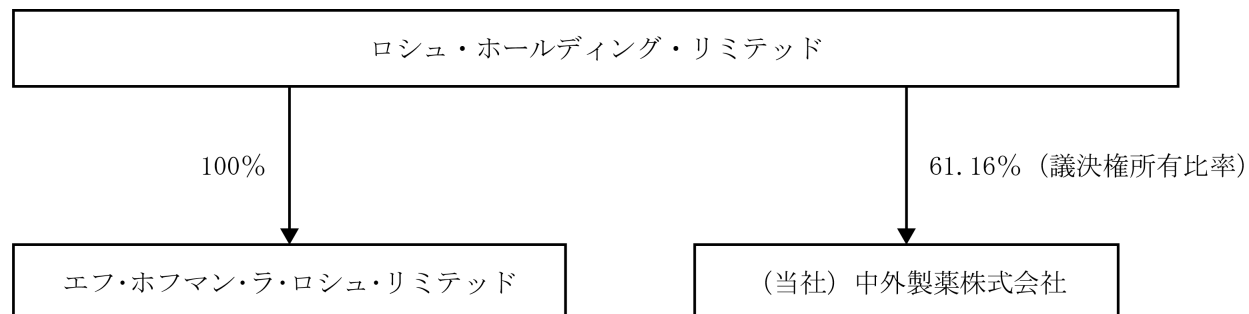 ロシュ・ホールディング・リミテッド
100%
61.16%（議決権所有比率）
エフ・ホフマン・ラ・ロシュ・リミテッド
（当社）中外製薬株式会社